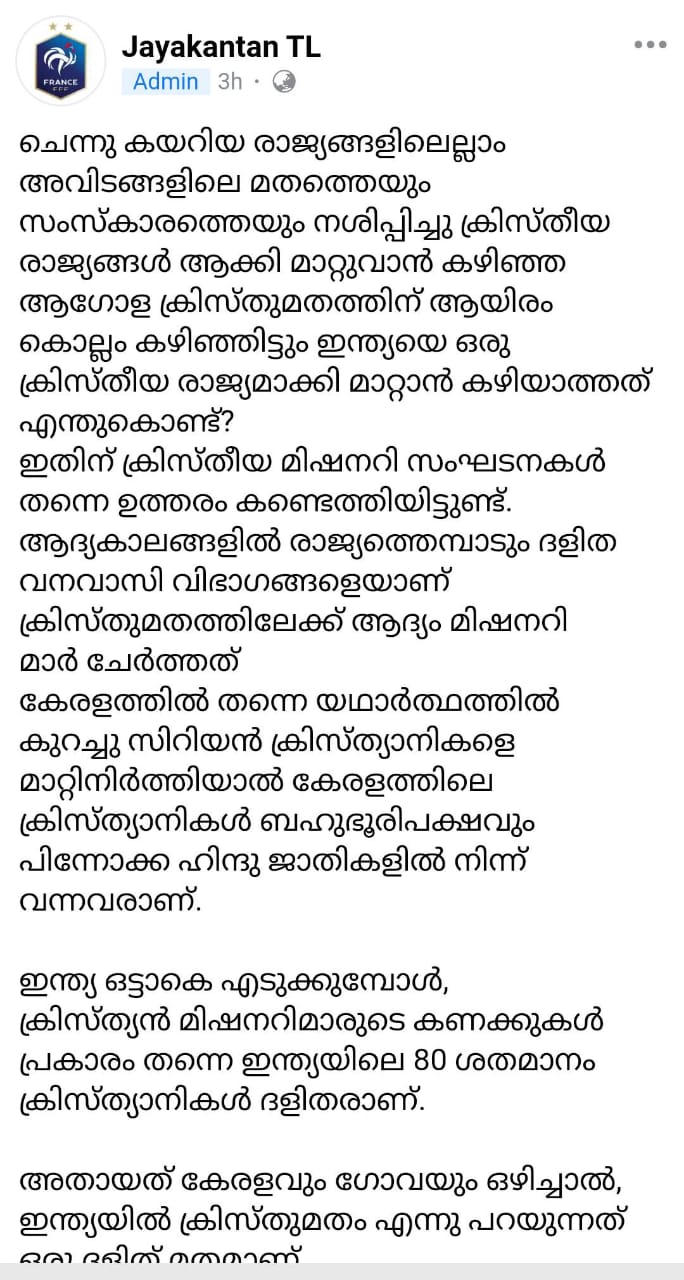 FRANCE
FFF
Jayakantan TL
Admin 3h ·
ചെന്നു കയറിയ രാജ്യങ്ങളിലെല്ലാം
അവിടങ്ങളിലെ മതത്തെയും
സംസ്കാരത്തെയും നശിപ്പിച്ചു ക്രിസ്തീയ
രാജ്യങ്ങൾ ആക്കി മാറ്റുവാൻ കഴിഞ്ഞ
ആഗോള ക്രിസ്തുമതത്തിന് ആയിരം
കൊല്ലം കഴിഞ്ഞിട്ടും ഇന്ത്യയെ ഒരു
ക്രിസ്തീയ രാജ്യമാക്കി മാറ്റാൻ കഴിയാത്തത്
എന്തുകൊണ്ട്?
ഇതിന് ക്രിസ്തീയ മിഷനറി സംഘടനകൾ
തന്നെ ഉത്തരം കണ്ടെത്തിയിട്ടുണ്ട്.
ആദ്യകാലങ്ങളിൽ രാജ്യത്തെമ്പാടും ദളിത
വനവാസി വിഭാഗങ്ങളെയാണ്
ക്രിസ്തുമതത്തിലേക്ക് ആദ്യം മിഷനറി
മാർ ചേർത്തത്
കേരളത്തിൽ തന്നെ യഥാർത്ഥത്തിൽ
കുറച്ചു സിറിയൻ ക്രിസ്ത്യാനികളെ
മാറ്റിനിർത്തിയാൽ കേരളത്തിലെ
ക്രിസ്ത്യാനികൾ ബഹുഭൂരിപക്ഷവും
പിന്നോക്ക ഹിന്ദു ജാതികളിൽ നിന്ന്
വന്നവരാണ്.
ഇന്ത്യ ഒട്ടാകെ എടുക്കുമ്പോൾ,
ക്രിസ്ത്യൻ മിഷനറിമാരുടെ കണക്കുകൾ
പ്രകാരം തന്നെ ഇന്ത്യയിലെ 80 ശതമാനം
ക്രിസ്ത്യാനികൾ ദളിതരാണ്.
അതായത് കേരളവും ഗോവയും ഒഴിച്ചാൽ,
ഇന്ത്യയിൽ ക്രിസ്തുമതം എന്നു പറയുന്നത്
ഒരു ദളിത് മതമാണ്